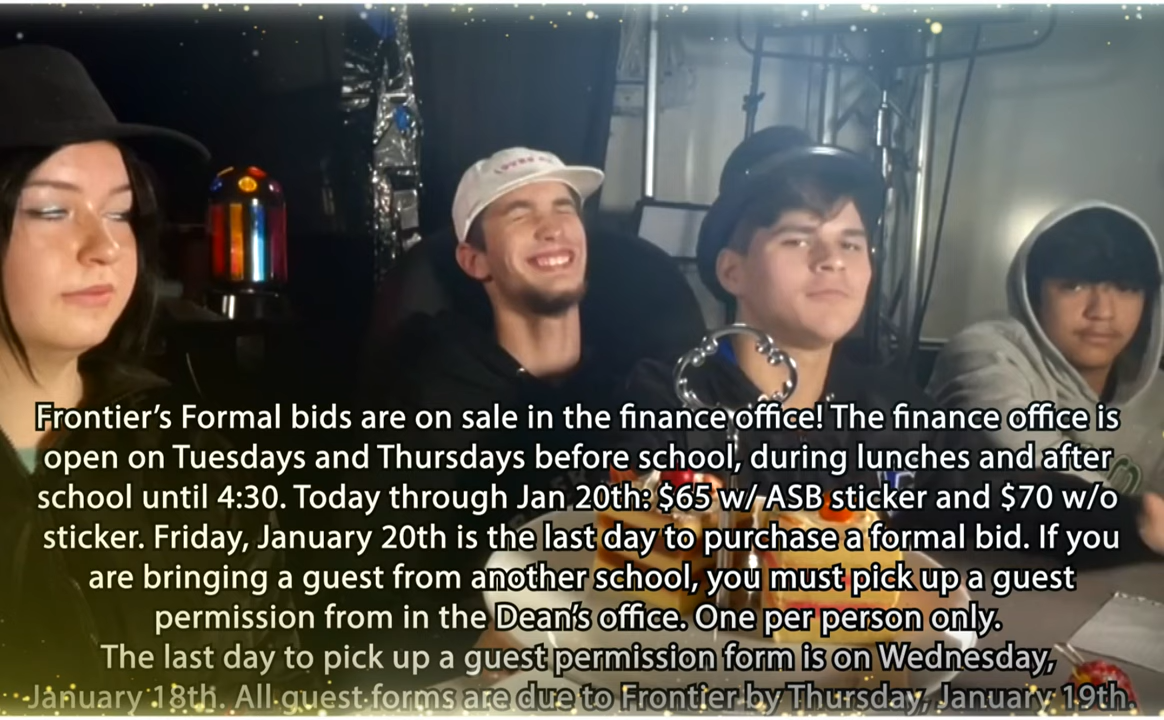 Frontier’s Formal bids are on sale in the finance office! The finance office is
open on Tuesdays and Thursdays before school, during lunches and after
school until 4:30. Today through Jan 20th: $65 w/ ASB sticker and $70 w/o
sticker. Friday, January 20th is the last day to purchase a formal bid. If you
are bringing a guest from another school, you must pick up a guest
permission from in the Dean’s office. One per person only.
The last day to pick up a guest permission form is on Wednesday,
January 18th. All guest forms are due to Frontier by Thursday, January 19th.